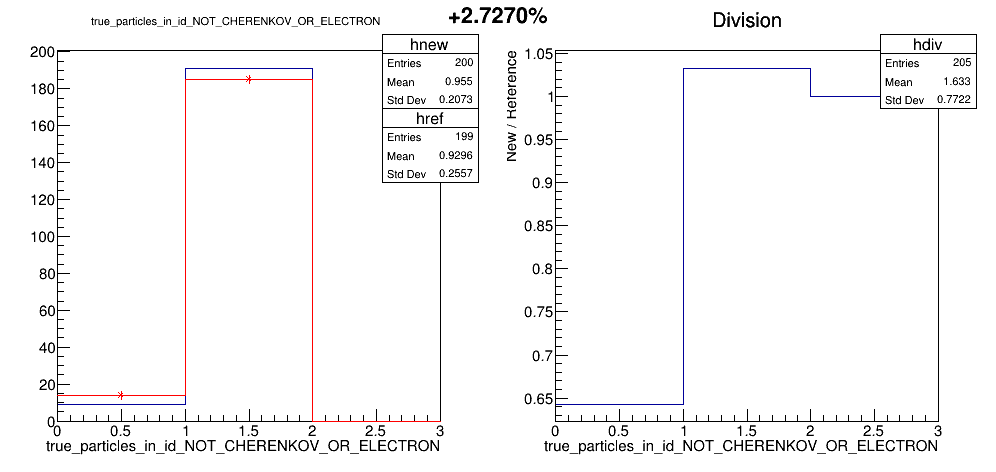 true_particles_in_id_NOT_CHERENKOV_OR_ELECTRON
+2.7270%
Division
hnew
Entries 200
Mean 0.955
Std Dev 0.2073
href
Entries 199
Mean 0.9296
Std Dev 0.2557
200
180
160
140
120
100
80
60
40
20
0
0 0.5 1 1.5 2 2.5 3
true_particles_in_id_NOT_CHERENKOV_OR_ELECTRON
hdiv
Entries 205
Mean 1.633
Std Dev 0.7722
New / Reference
1.05
1
0.95
0.9
0.85
0.8
0.75
0.7
0.65
0 0.5 1 1.5 2 2.5 3
true_particles_in_id_NOT_CHERENKOV_OR_ELECTRON